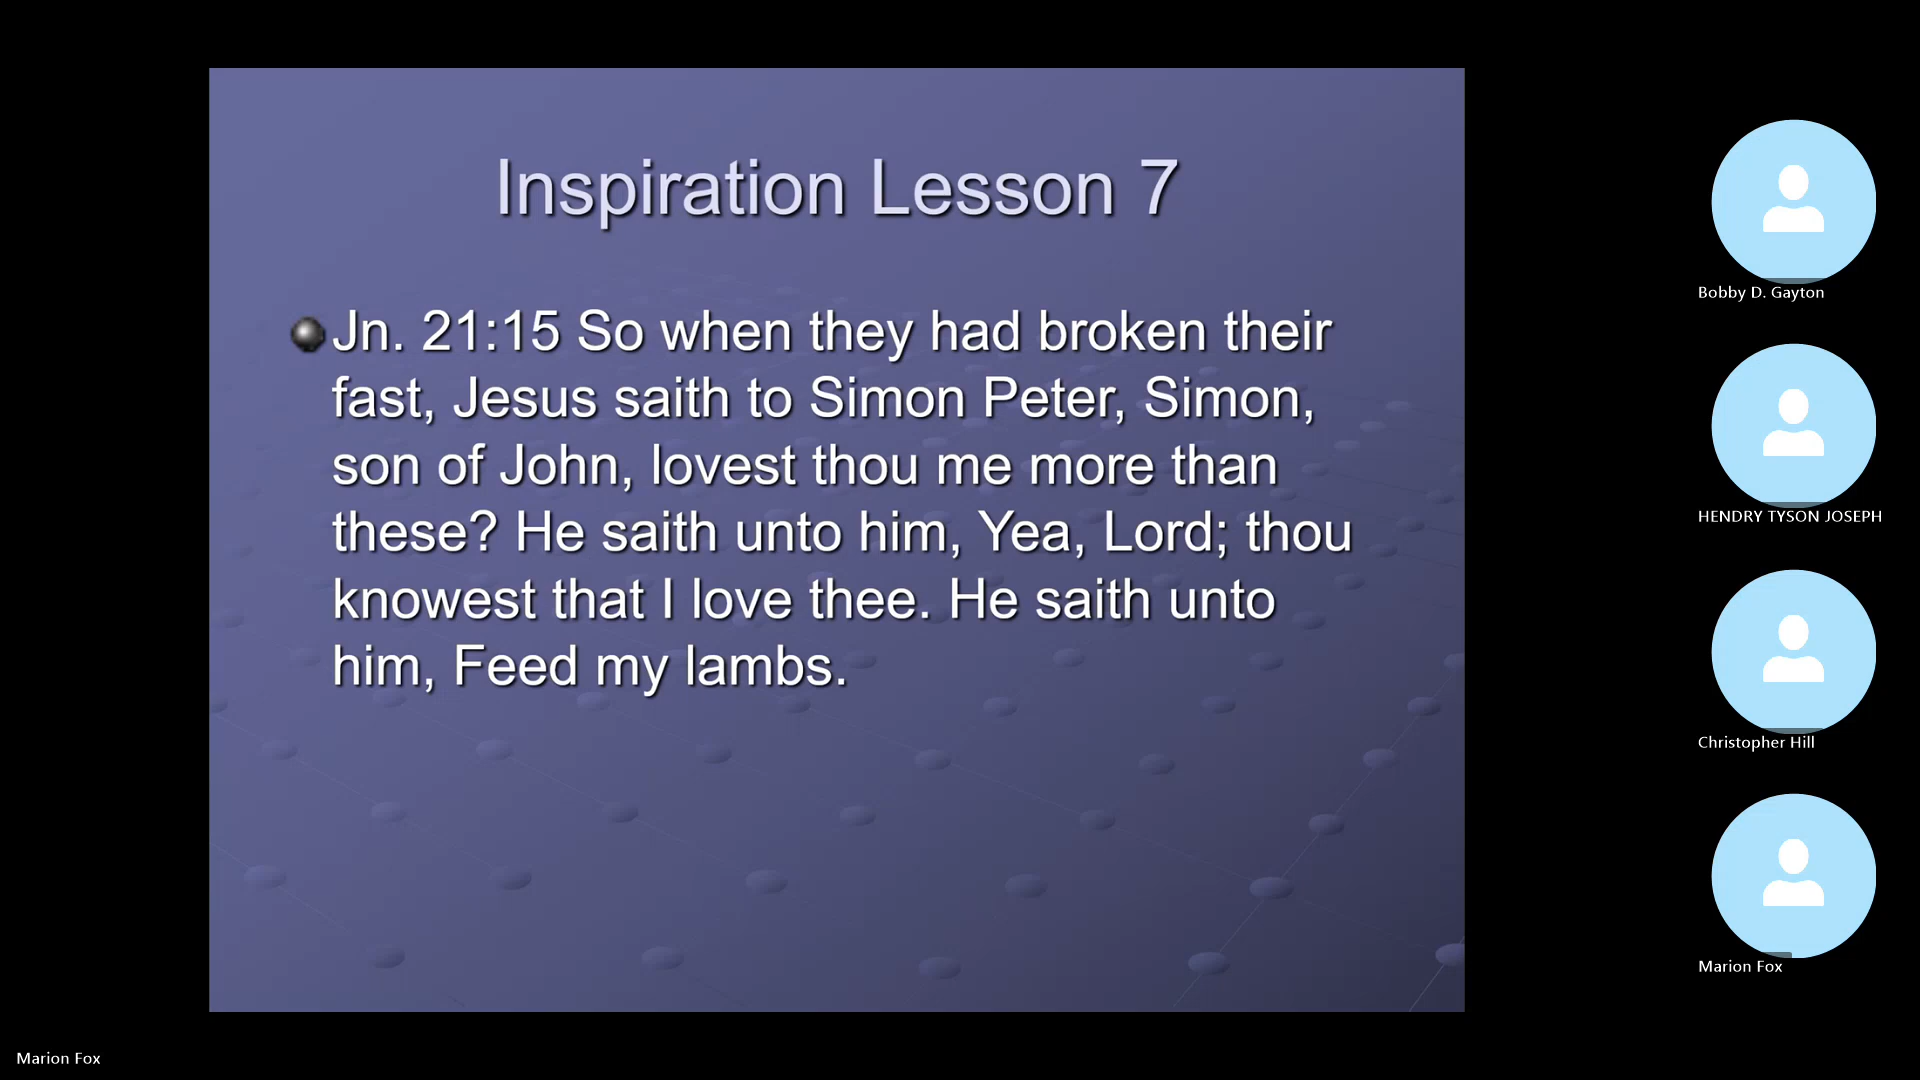 Inspiration Lesson 7
Jn. 21:15 So when they had broken their
fast, Jesus saith to Simon Peter, Simon,
son of John, lovest thou me more than
these? He saith unto him, Yea, Lord; thou
knowest that I love thee. He saith unto
him, Feed my lambs.
Bobby D. Gayton
HENDRY TYSON JOSEPH
Christopher Hill
Marion Fox
Marion Fox